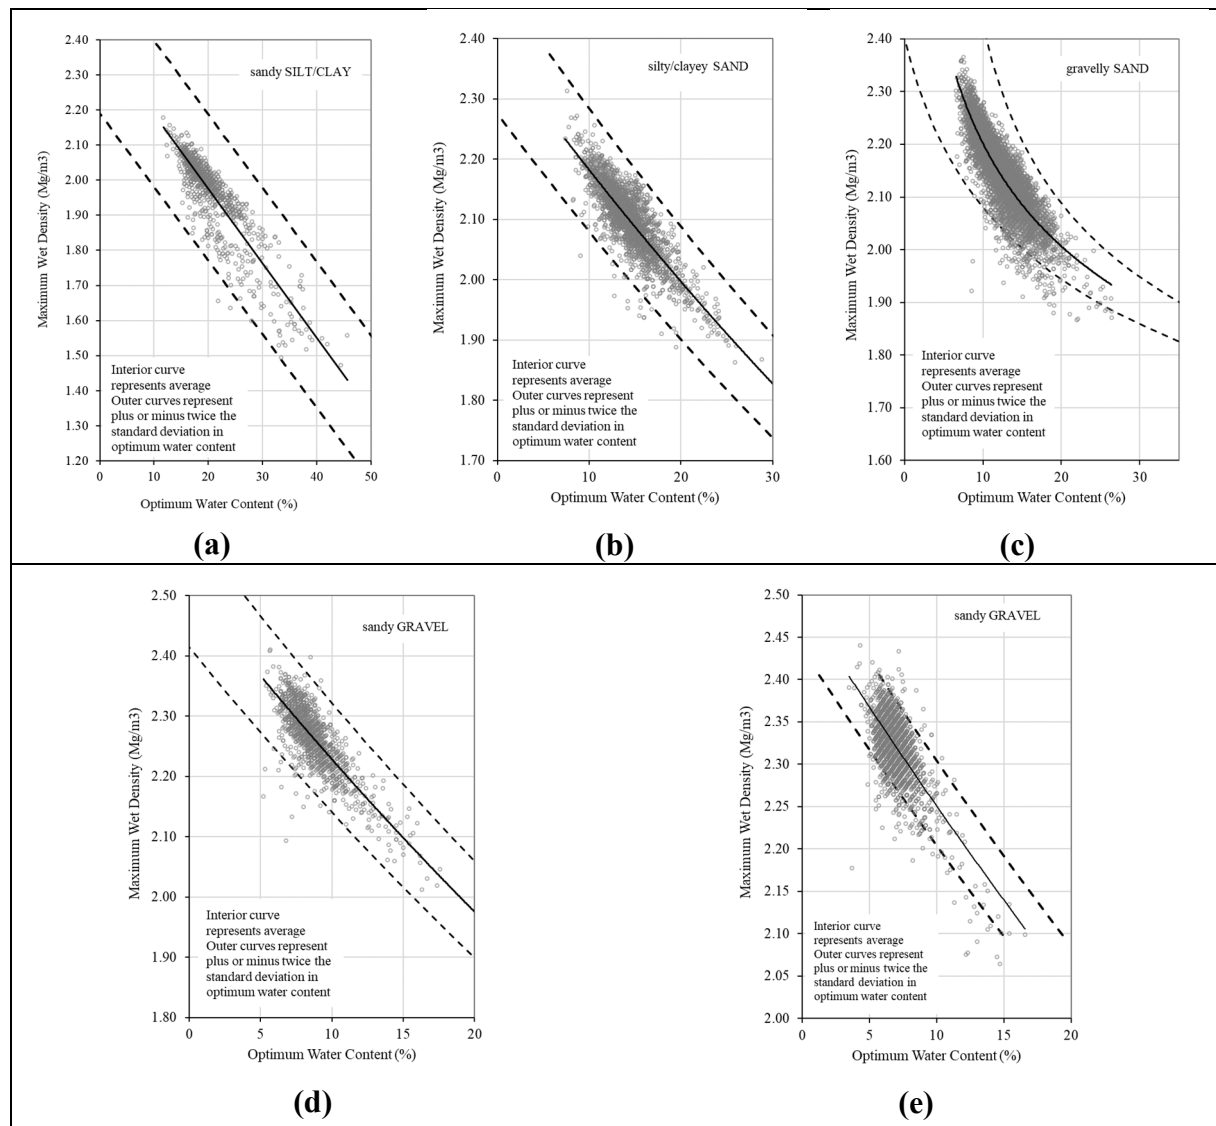 2.40
2.30
2.20
2.10
2.00
1.90
1.80
1.70
1.60
1.50
1.40
1.30
1.20
Maximum Wet Density (Mg/m3)
sandy SILT/CLAY
Interior curve
represents average
Outer curves represent
plus or minus twice the
standard deviation in
optimum water content
0 10 20 30 40 50
Optimum Water Content (%)
(a)
2.40
2.30
2.20
2.10
2.00
1.90
1.80
1.70
Maximum Wet Density (Mg/m3)
silty/clayey SAND
Interior curve
represents average
Outer curves represent
plus or minus twice the
standard deviation in
optimum water content
0 10 20 30
Optimum Water Content (%)
(b)
2.40
2.30
2.20
2.10
2.00
1.90
1.80
1.70
1.60
Maximum Wet Density (Mg/m3)
gravelly SAND
Interior curve
represents average
Outer curves represent
plus or minus twice the
standard deviation in
optimum water content
0 10 20 30
Optimum Water Content (%)
(c)
2.50
2.40
2.30
2.20
2.10
2.00
1.90
1.80
Maximum Wet Density (Mg/m3)
sandy GRAVEL
Interior curve
represents average
Outer curves represent
plus or minus twice the
standard deviation in
optimum water content
0 5 10 15 20
Optimum Water Content (%)
(d)
2.50
2.45
2.40
2.35
2.30
2.25
2.20
2.15
2.10
2.05
2.00
Maximum Wet Density (Mg/m3)
sandy GRAVEL
Interior curve
represents average
Outer curves represent
plus or minus twice the
standard deviation in
optimum water content
0 5 10 15 20
Optimum Water Content (%)
(e)